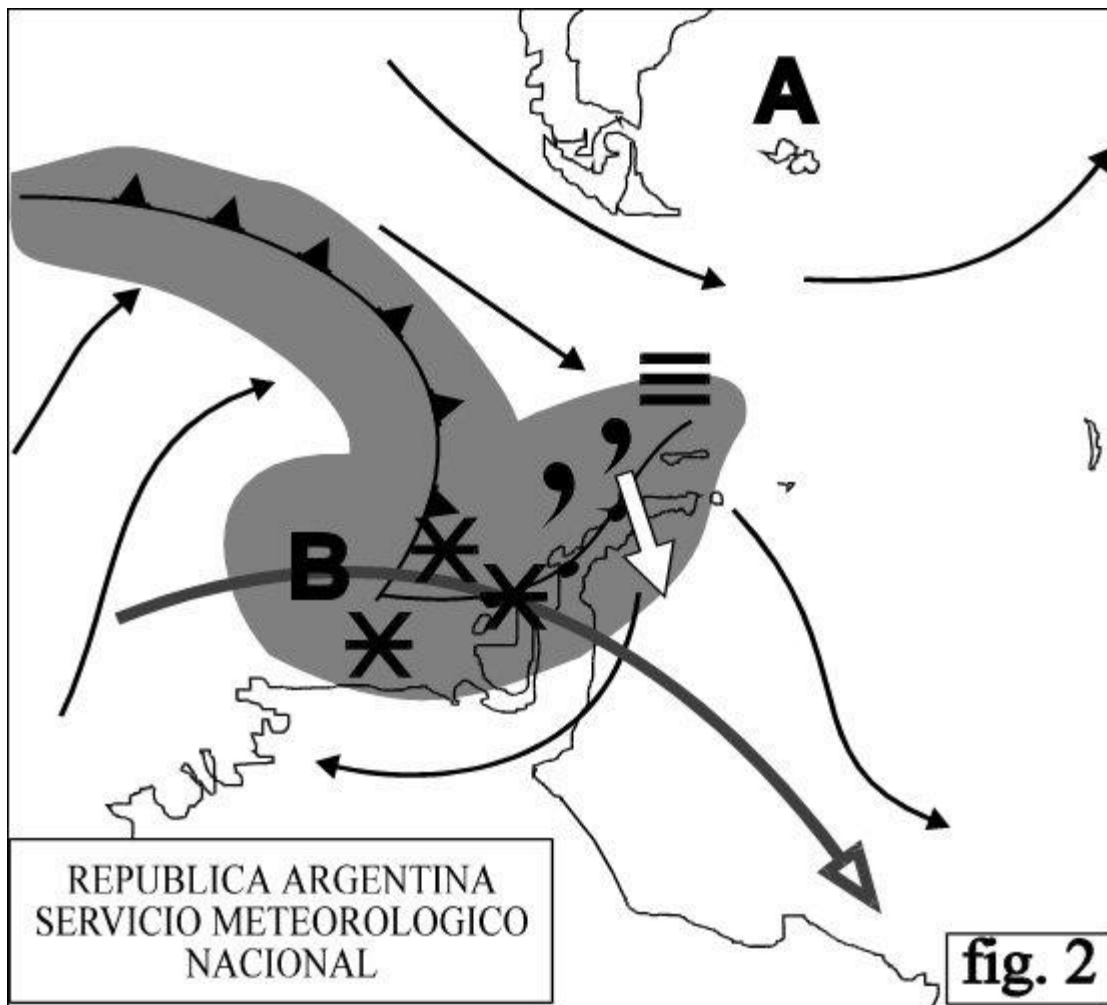 A
B
REPUBLICA ARGENTINA
SERVICIO METEOROLOGICO
NACIONAL
fig. 2